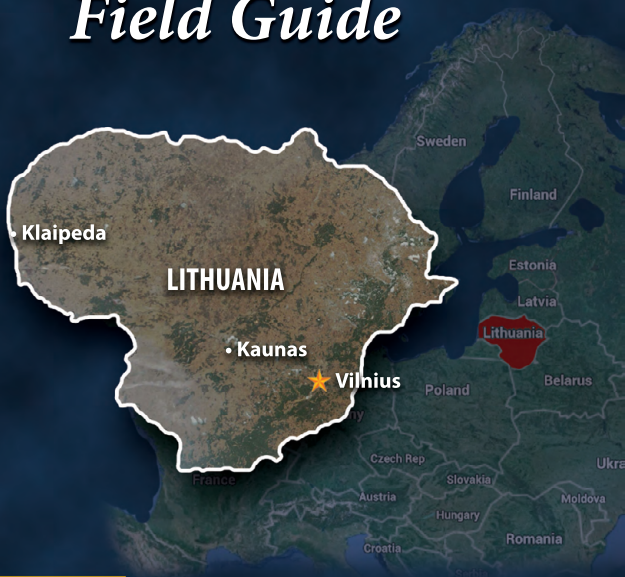 Field Guide
Sweden
Finland
Klaipeda
Estonia
LITHUANIA
Latvia
Lithuania
Kaunas
Vilnius
Belarus
Poland
Czech Rep
Ukra
France
Slovakia
Austria
Moldova
Hungary
Romania
Croatia